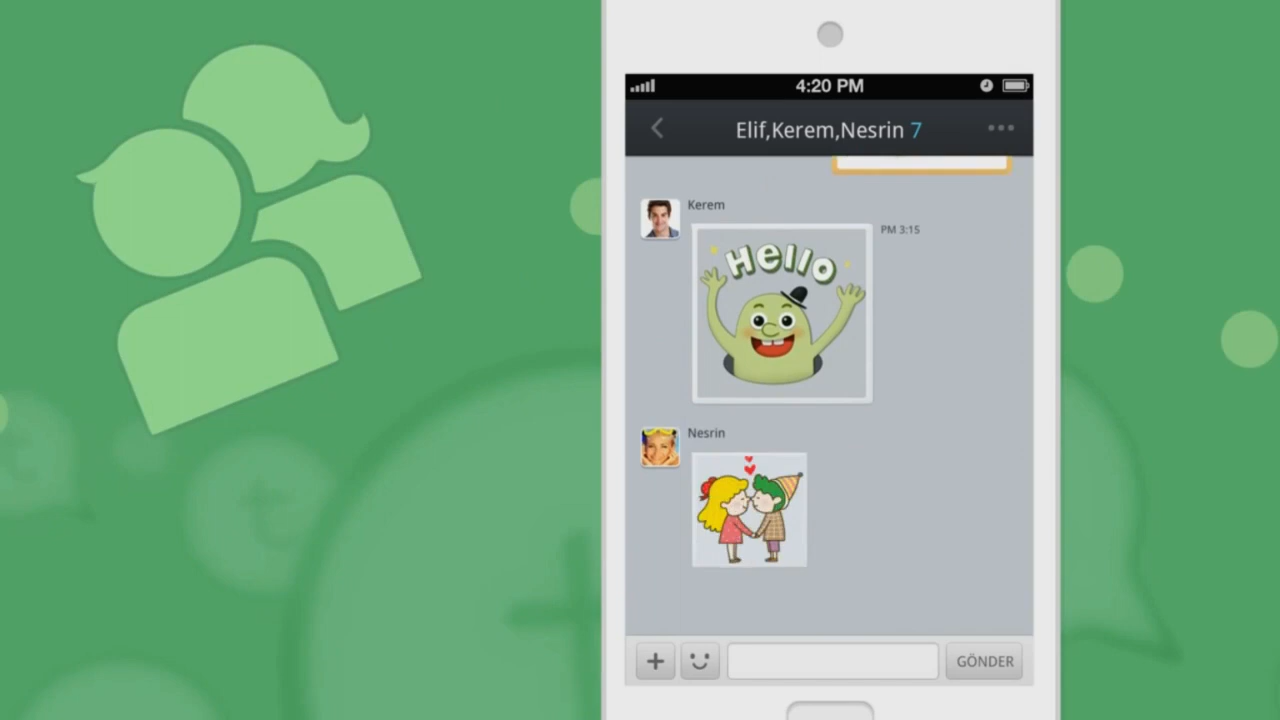 4:20 PM
Elif,Kerem,Nesrin 7
Kerem
PM 3:15
Hello
Nesrin
GÖNDER